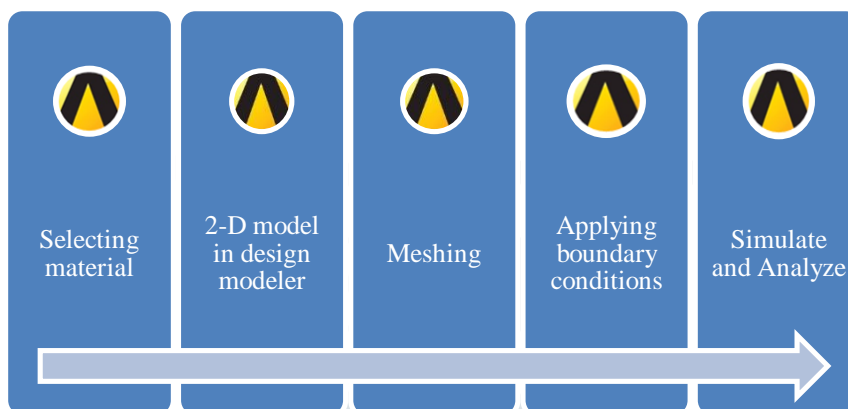 Selecting
material
2-D model
in design
modeler
Meshing
Applying
boundary
conditions
Simulate
and Analyze